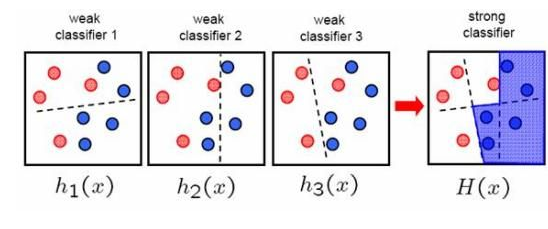 weak
classifier 1
weak
classifier 2
weak
classifier 3
strong
classifier
h₁(x)
h₂(x)
h₃(x)
H(x)